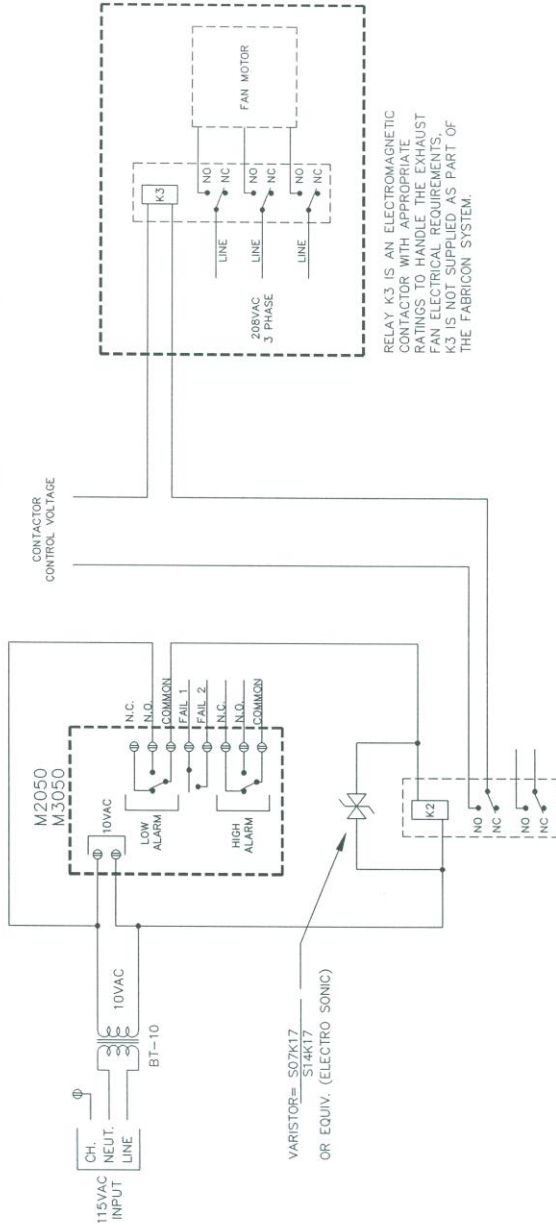 115VAC
INPUT
CH.
NEUT.
LINE
BT-10
10VAC
M2050
M3050
10VAC
LOW
ALARM
HIGH
ALARM
N.C.
N.O.
COMMON
FAIL 1
FAIL 2
N.C.
N.O.
COMMON
VARISTOR= S07K17
S14K17
OR EQUIV. (ELECTRO SONIC)
K2
NO
NC
NO
NC
CONTACTOR
CONTROL VOLTAGE
K3
FAN MOTOR
LINE
NO
NC
LINE
NO
NC
LINE
NO
NC
208VAC
3 PHASE
RELAY K3 IS AN ELECTROMAGNETIC
CONTACTOR WITH APPROPRIATE
RATINGS TO HANDLE THE EXHAUST
FAN ELECTRICAL REQUIREMENTS.
K3 IS NOT SUPPLIED AS PART OF
THE FABRICON SYSTEM.